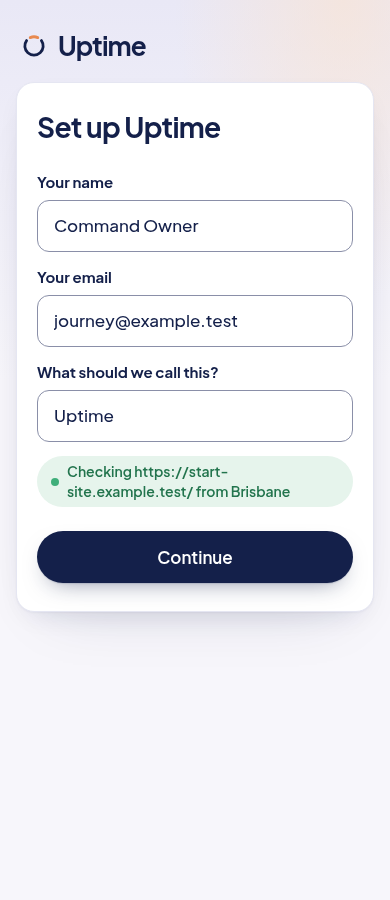 Uptime
Set up Uptime
Your name
Command Owner
Your email
journey@example.test
What should we call this?
Uptime
Checking https://start-
site.example.test/ from Brisbane
Continue